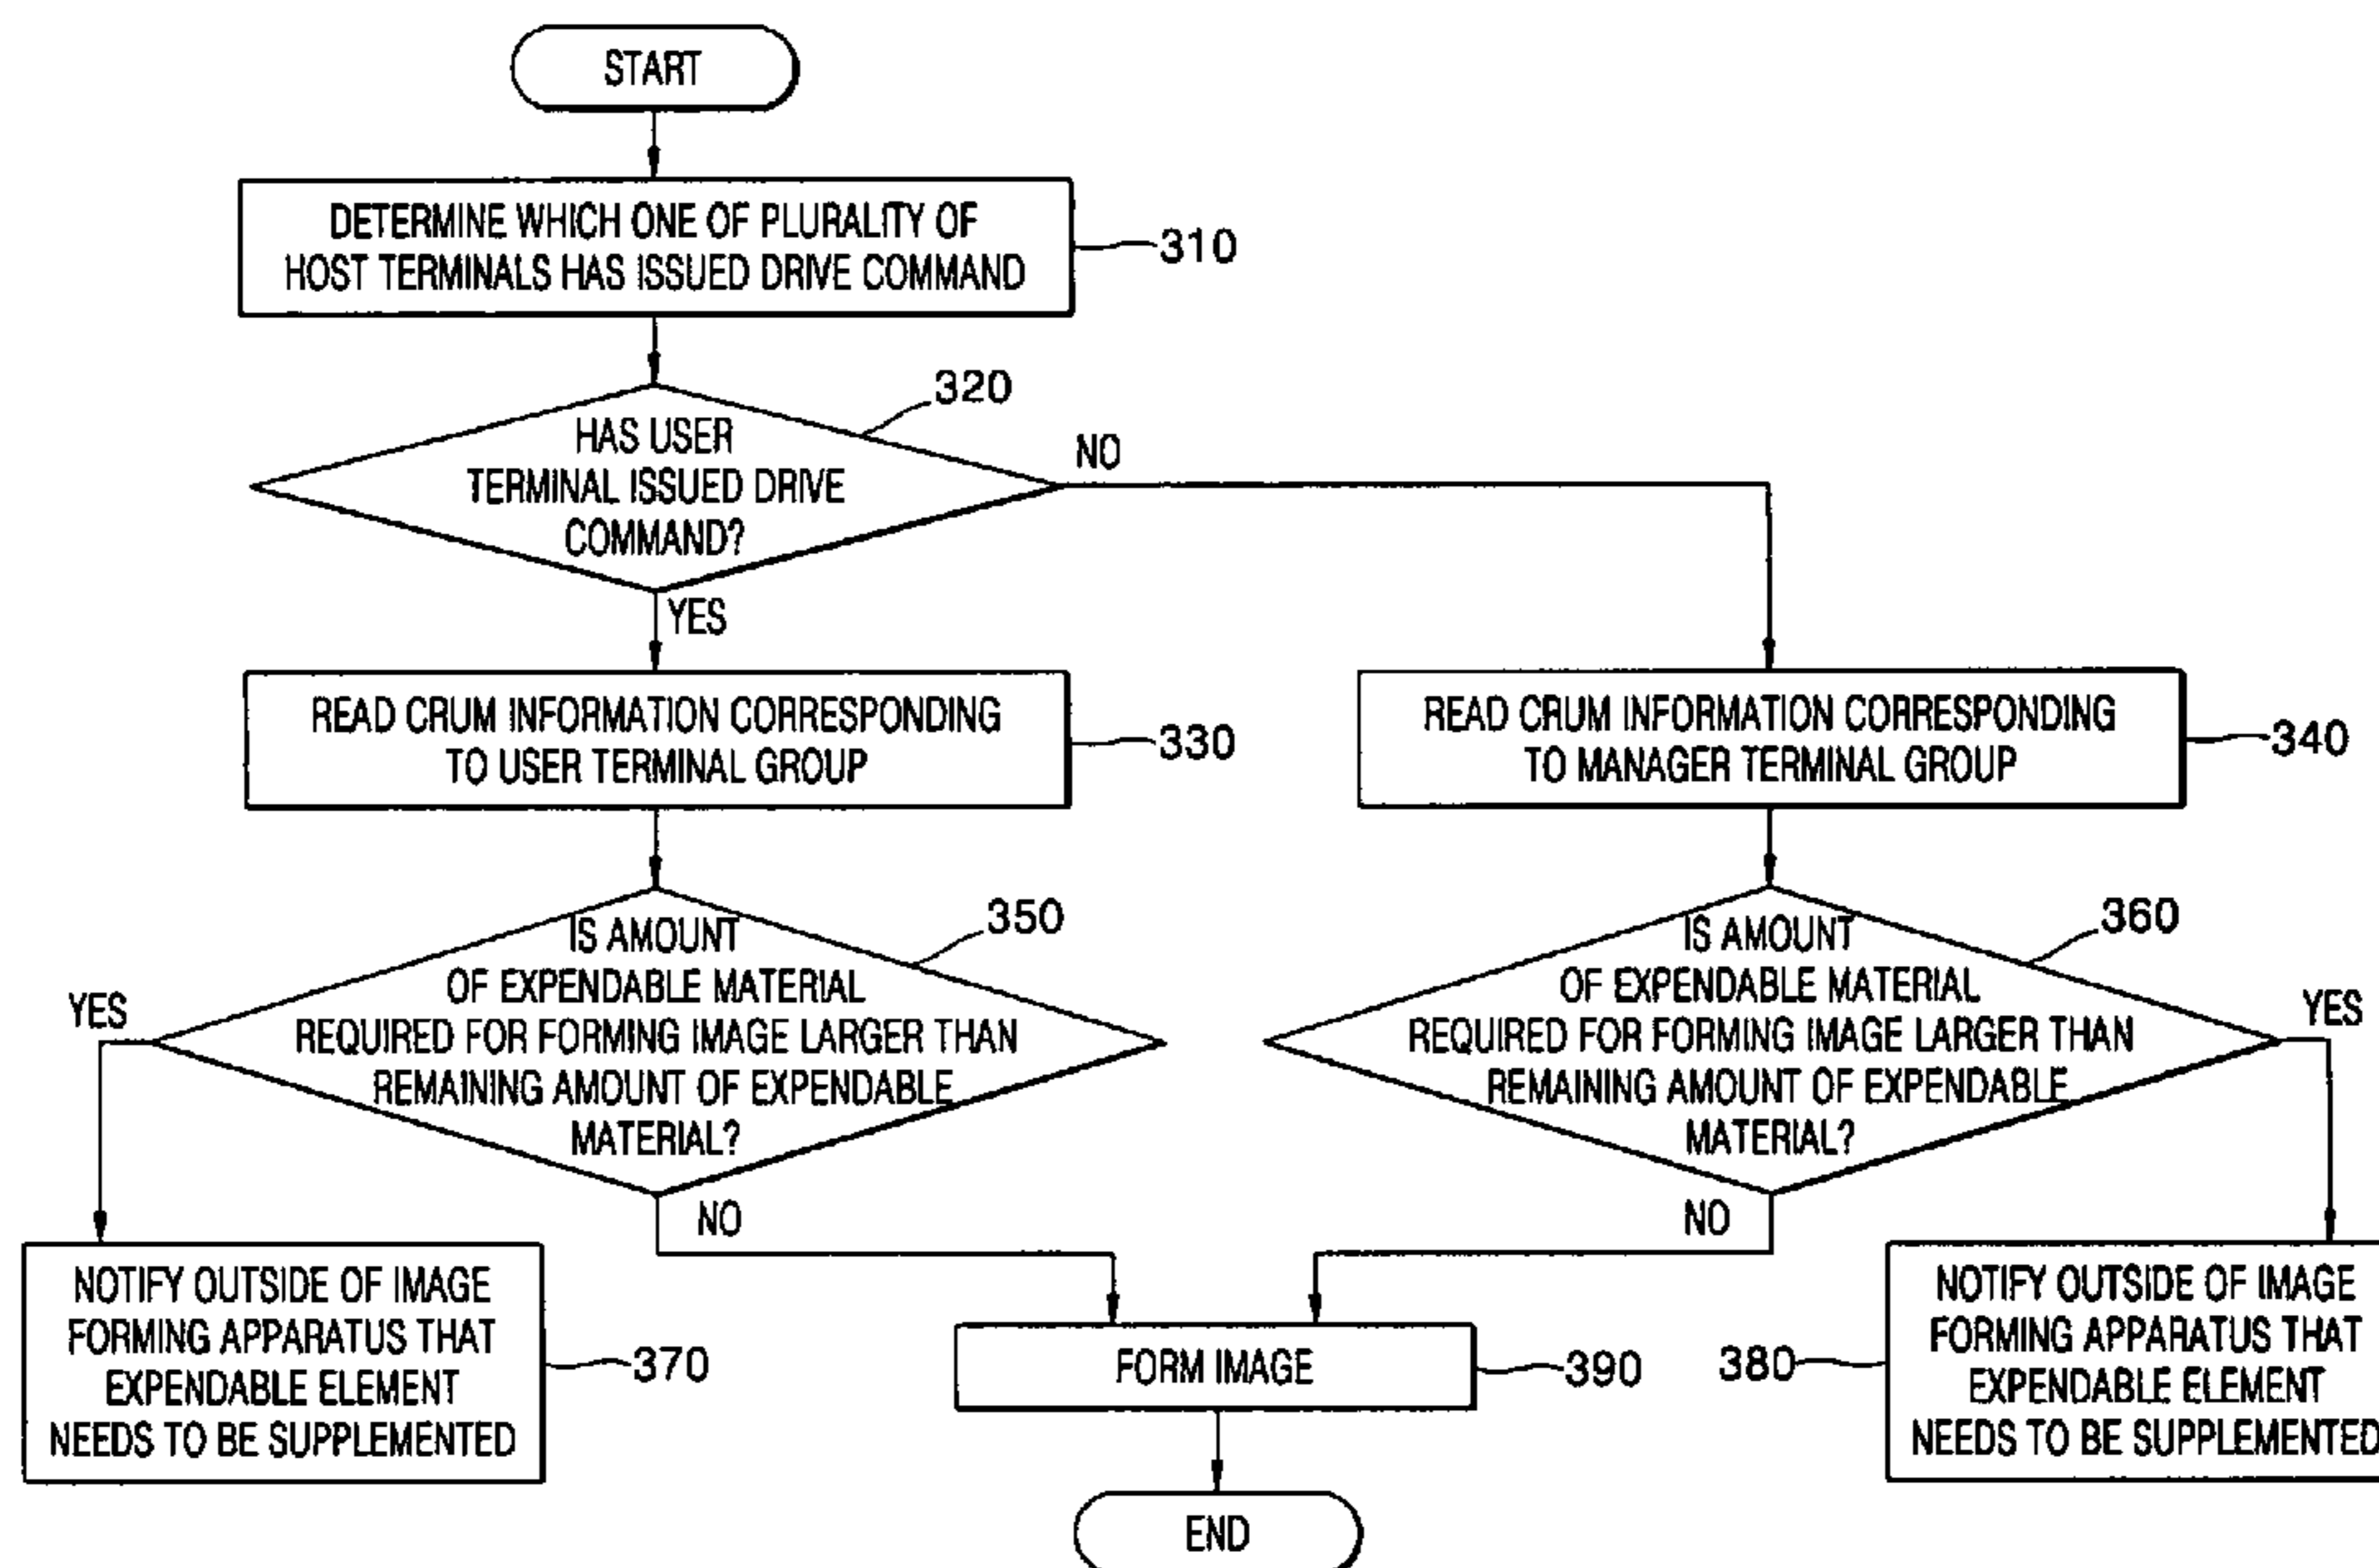 START
DETERMINE WHICH ONE OF PLURALITY OF
HOST TERMINALS HAS ISSUED DRIVE COMMAND
310
320
HAS USER
TERMINAL ISSUED DRIVE
COMMAND?
NO
YES
READ CRUM INFORMATION CORRESPONDING
TO USER TERMINAL GROUP
330
READ CRUM INFORMATION CORRESPONDING
TO MANAGER TERMINAL GROUP
340
350
IS AMOUNT
OF EXPENDABLE MATERIAL
REQUIRED FOR FORMING IMAGE LARGER THAN
REMAINING AMOUNT OF EXPENDABLE
MATERIAL?
YES
NO
360
IS AMOUNT
OF EXPENDABLE MATERIAL
REQUIRED FOR FORMING IMAGE LARGER THAN
REMAINING AMOUNT OF EXPENDABLE
MATERIAL?
YES
NO
NOTIFY OUTSIDE OF IMAGE
FORMING APPARATUS THAT
EXPENDABLE ELEMENT
NEEDS TO BE SUPPLEMENTED
370
FORM IMAGE
390
380
NOTIFY OUTSIDE OF IMAGE
FORMING APPARATUS THAT
EXPENDABLE ELEMENT
NEEDS TO BE SUPPLEMENTED
END